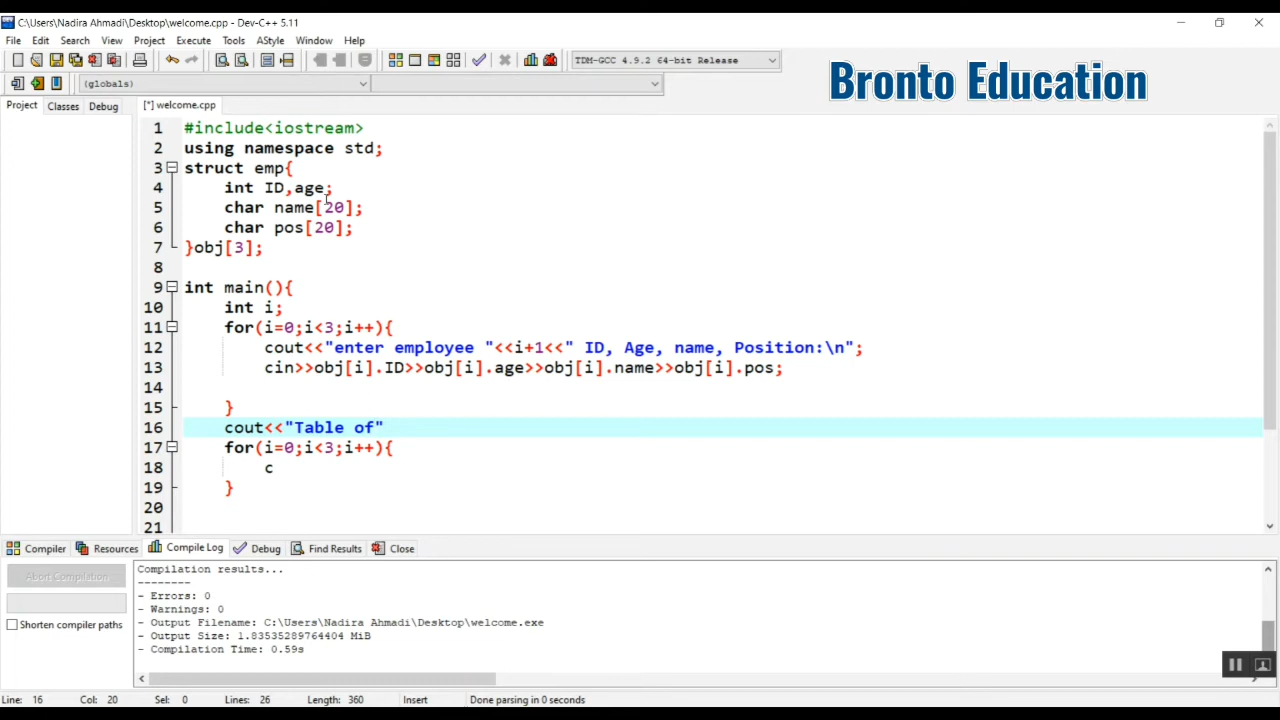 C:\Users\Nadira Ahmadi\Desktop\welcome.cpp - Dev-C++ 5.11
File Edit Search View Project Execute Tools AStyle Window Help
TDM-GCC 4.9.2 64-bit Release
(globals)
Bronto Education
Project Classes Debug [*] welcome.cpp
1 #include<iostream>
2 using namespace std;
3 struct emp{
4 int ID,age;
5 char name[20];
6 char pos[20];
7 }obj[3];
8
9 int main(){
10 int i;
11 for(i=0;i<3;i++){
12 cout<<"enter employee "<<i+1<<" ID, Age, name, Position:\n";
13 cin>>obj[i].ID>>obj[i].age>>obj[i].name>>obj[i].pos;
14
15 }
16 cout<<"Table of"
17 for(i=0;i<3;i++){
18 c
19 }
20
21
Compiler Resources Compile Log Debug Find Results Close
Abort Compilation
Shorten compiler paths
Compilation results...
--------
- Errors: 0
- Warnings: 0
- Output Filename: C:\Users\Nadira Ahmadi\Desktop\welcome.exe
- Output Size: 1.83535289764404 MiB
- Compilation Time: 0.59s
Line: 16 Col: 20 Sel: 0 Lines: 26 Length: 360 Insert Done parsing in 0 seconds